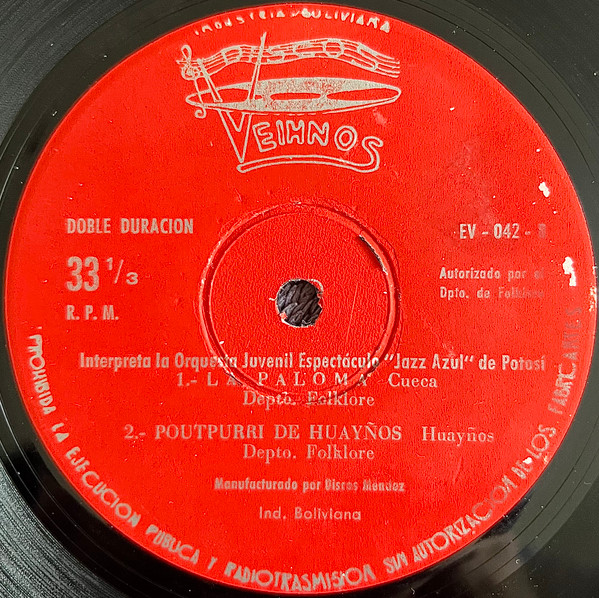 INDUSTRIA BOLIVIANA
DISCOS
VEIHNOS
DOBLE DURACION
33 1/3
R. P. M.
EV - 042 -
Autorizado por el
Dpto. de Folklore
Interpreta la Orquesta Juvenil Espectáculo "Jazz Azul" de Potosí
1.- LA PALOMA Cueca
Depto. Folklore
2.- POUTPURRI DE HUAYÑOS Huayños
Depto. Folklore
Manufacturado por Discos Mendez
Ind. Boliviana
PROHIBIDA LA EJECUCION PUBLICA Y RADIOTRASMISION SIN AUTORIZACION DE LOS FABRICANTES